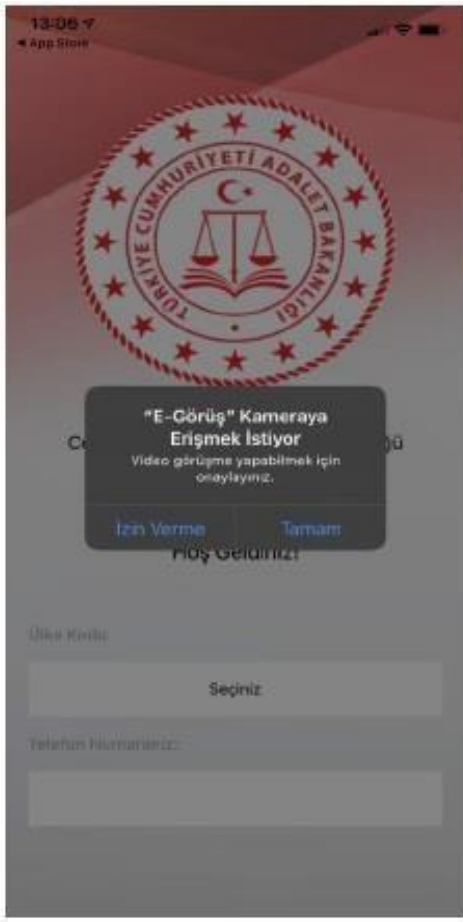 13:06
◀ App Store
TÜRKİYE CUMHURİYETİ ADALET BAKANLIĞI
"E-Görüş" Kameraya
Erişmek İstiyor
Video görüşme yapabilmek için
onaylayınız.
İzin Verme Tamam
Hoş Geldiniz!
Ülke Kodu
Seçiniz
Telefon Numaranız: